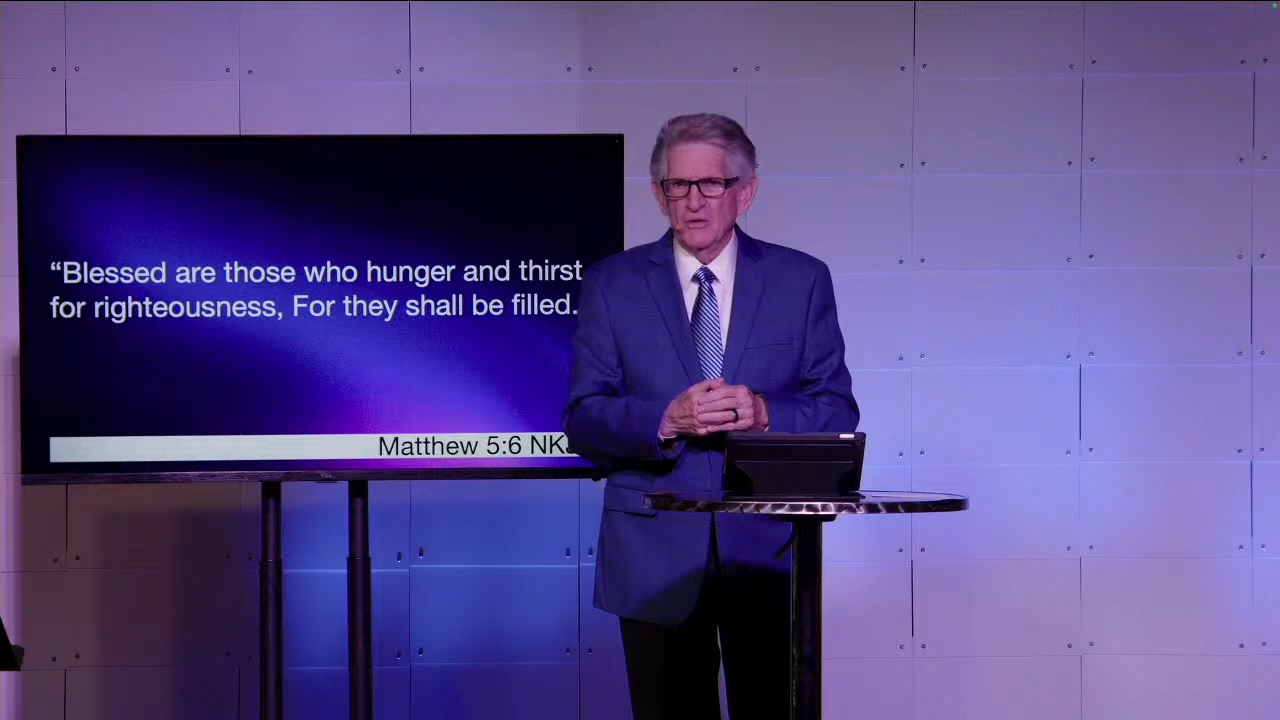 “Blessed are those who hunger and thirst
for righteousness, For they shall be filled.
Matthew 5:6